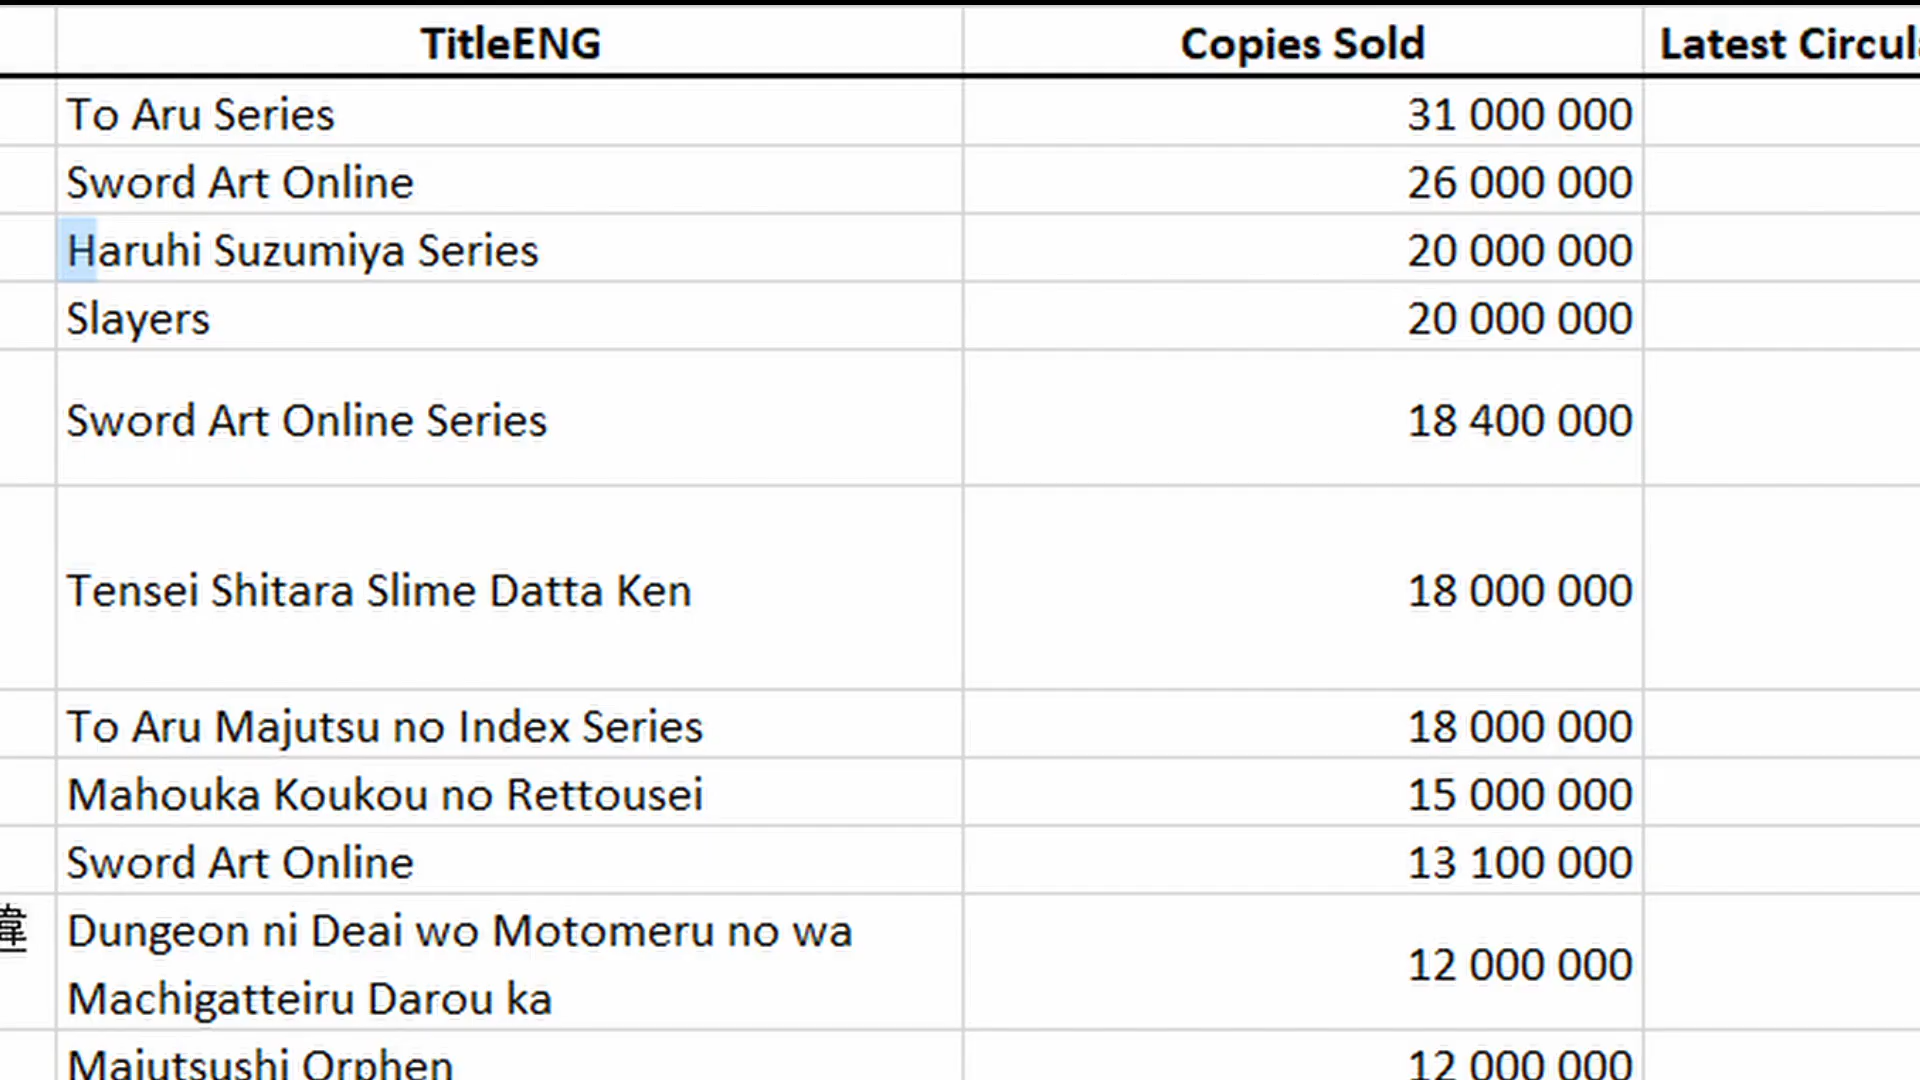 TitleENG Copies Sold Latest Circul
To Aru Series 31 000 000
Sword Art Online 26 000 000
Haruhi Suzumiya Series 20 000 000
Slayers 20 000 000
Sword Art Online Series 18 400 000
Tensei Shitara Slime Datta Ken 18 000 000
To Aru Majutsu no Index Series 18 000 000
Mahouka Koukou no Rettousei 15 000 000
Sword Art Online 13 100 000
Dungeon ni Deai wo Motomeru no wa
Machigatteiru Darou ka 12 000 000
Majutsushi Orphen 12 000 000